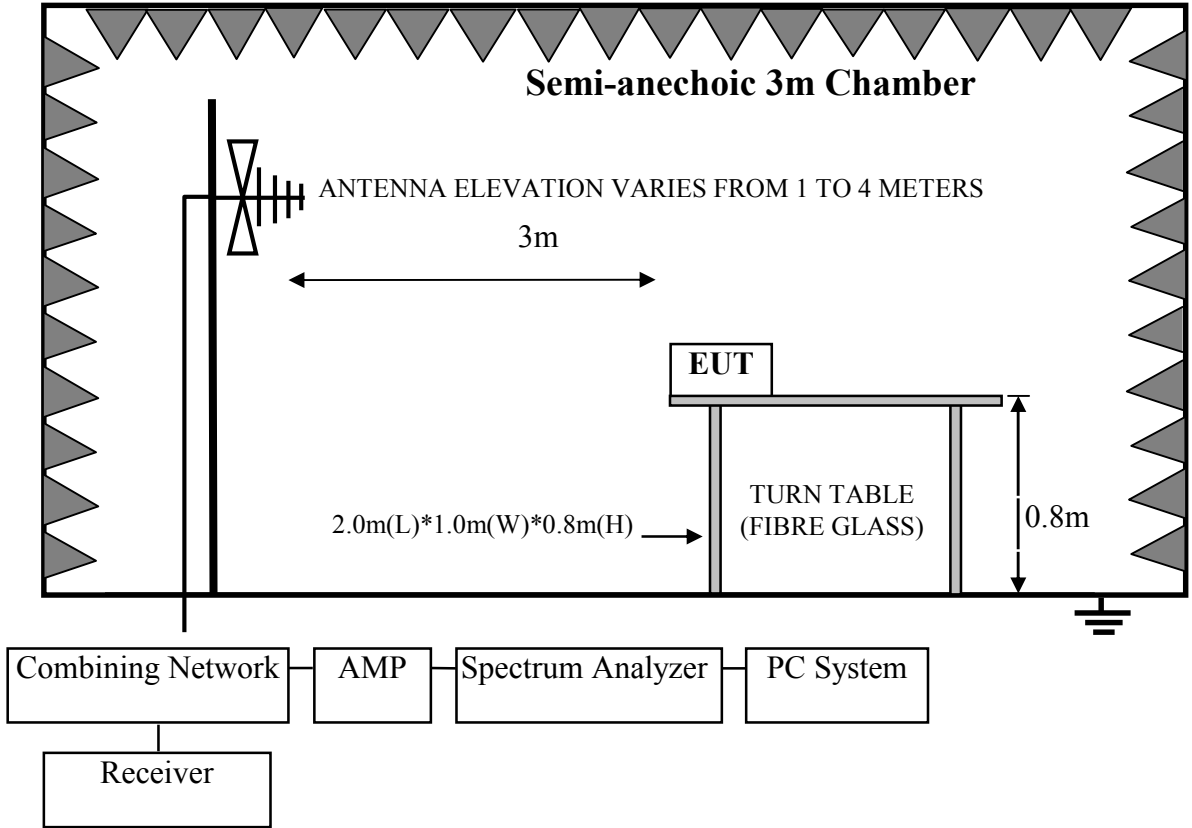 Semi-anechoic 3m Chamber
ANTENNA ELEVATION VARIES FROM 1 TO 4 METERS
3m
EUT
TURN TABLE
(FIBRE GLASS)
2.0m(L)*1.0m(W)*0.8m(H)
0.8m
Combining Network
AMP
Spectrum Analyzer
PC System
Receiver